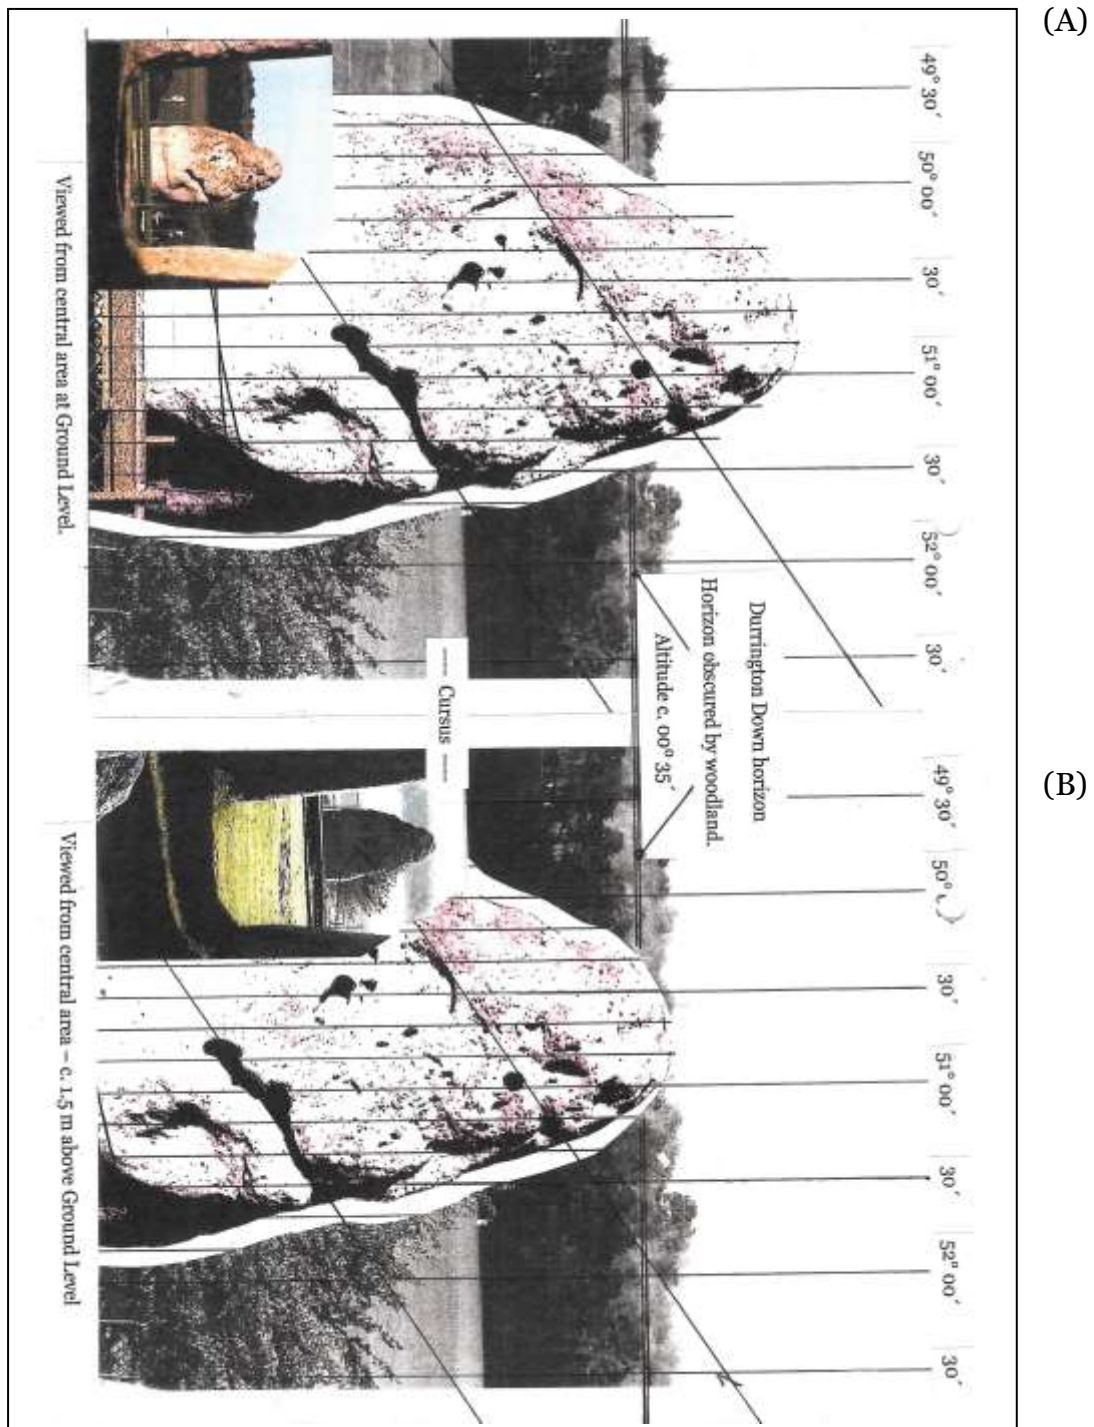 (A)
49° 30´
50° 00´
30´
51° 00´
30´
52° 00´
30´
Durrington Down horizon
Horizon obscured by woodland.
Altitude c. 00° 35´
Viewed from central area at Ground Level.
Cursus
(B)
49° 30´
50°
30´
51° 00´
30´
52° 00´
30´
Viewed from central area – c. 1.5 m above Ground Level